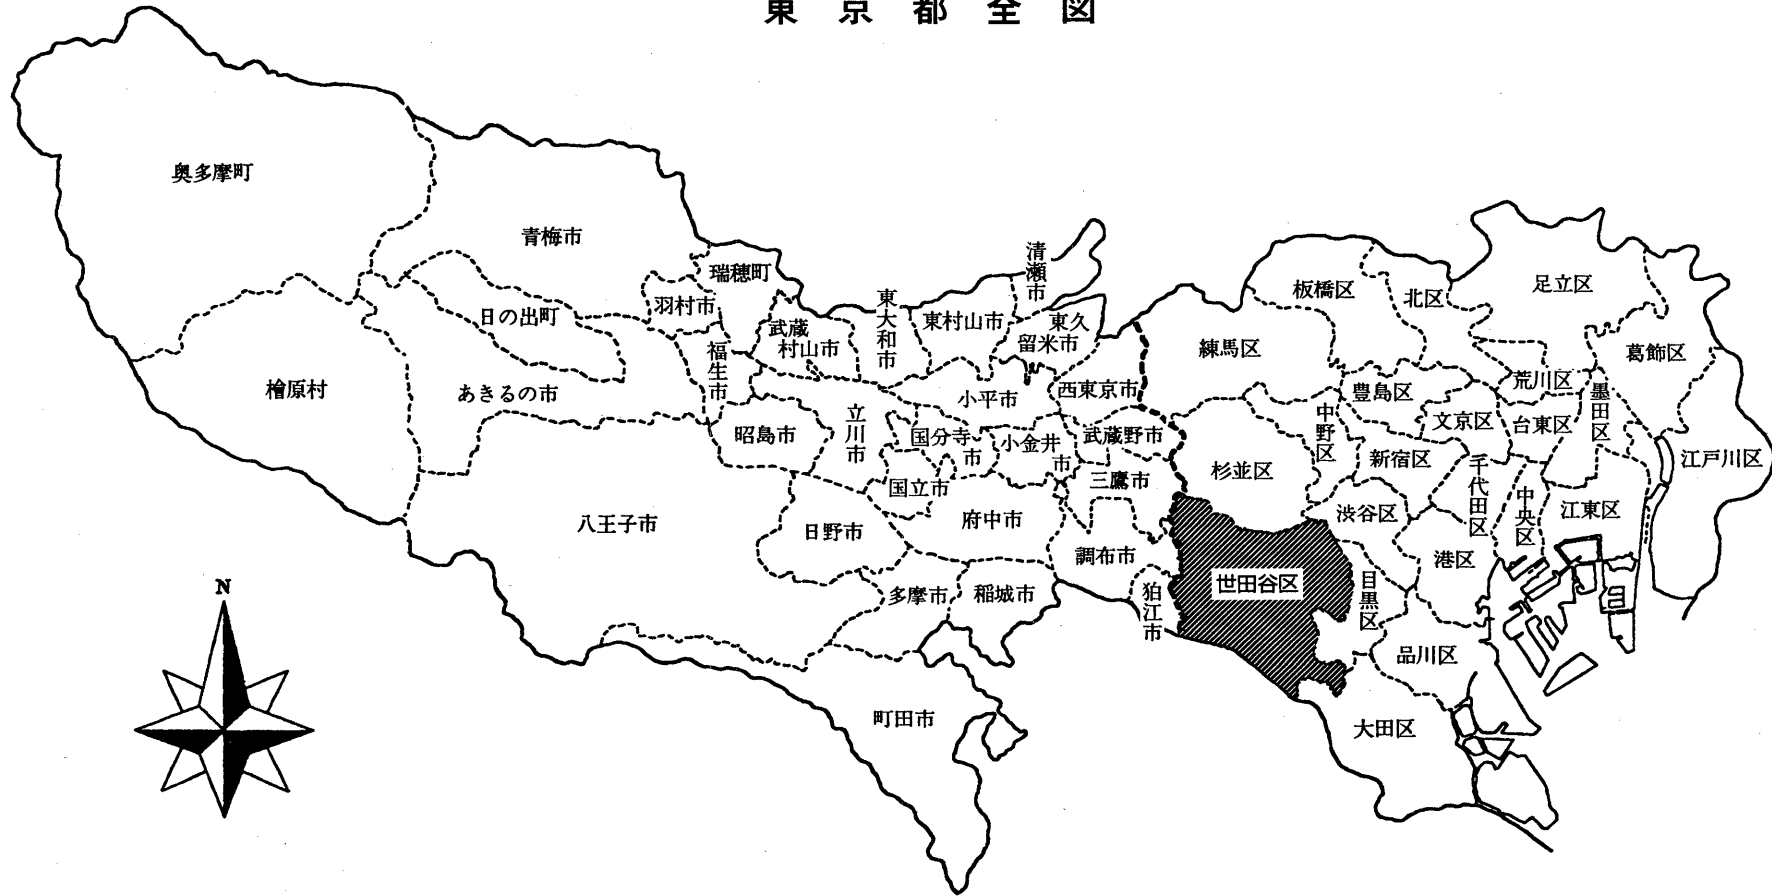 東京都全図
奥多摩町
青梅市
瑞穂町
羽村市
日の出町
檜原村
あきるの市
福生市
武蔵
村山市
東大和市
東村山市
清瀬市
東久
留米市
西東京市
小平市
立川市
昭島市
国分寺
市
小金井
市
武蔵野市
三鷹市
国立市
府中市
日野市
八王子市
調布市
狛江市
多摩市
稲城市
町田市
板橋区
北区
足立区
葛飾区
練馬区
豊島区
荒川区
墨田区
中野区
文京区
台東区
杉並区
新宿区
千代田区
中央区
江東区
江戸川区
渋谷区
港区
世田谷区
目黒区
品川区
大田区
N